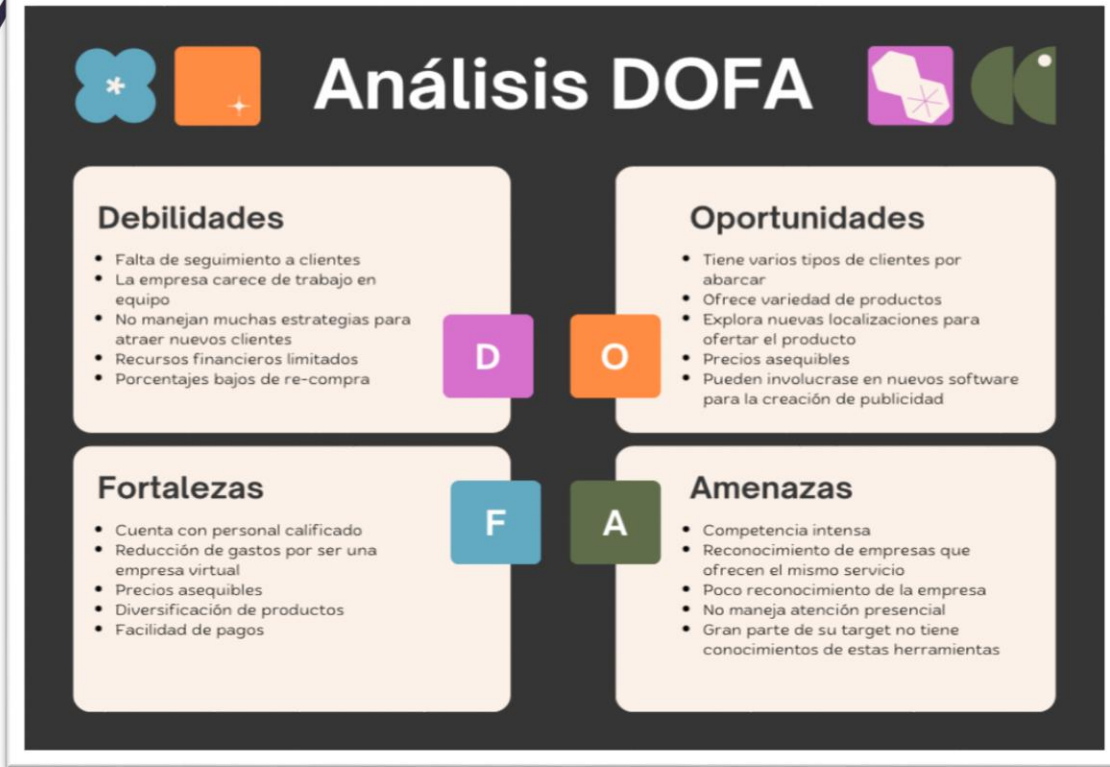 Análisis DOFA
Debilidades
Falta de seguimiento a clientes
La empresa carece de trabajo en
equipo
No manejan muchas estrategias para
atraer nuevos clientes
Recursos financieros limitados
Porcentajes bajos de re-compra
D
Oportunidades
Tiene varios tipos de clientes por
abarcar
Ofrece variedad de productos
Explora nuevas localizaciones para
ofertar el producto
Precios asequibles
Pueden involucrase en nuevos software
para la creación de publicidad
O
Fortalezas
Cuenta con personal calificado
Reducción de gastos por ser una
empresa virtual
Precios asequibles
Diversificación de productos
Facilidad de pagos
F
Amenazas
Competencia intensa
Reconocimiento de empresas que
ofrecen el mismo servicio
Poco reconocimiento de la empresa
No maneja atención presencial
Gran parte de su target no tiene
conocimientos de estas herramientas
A